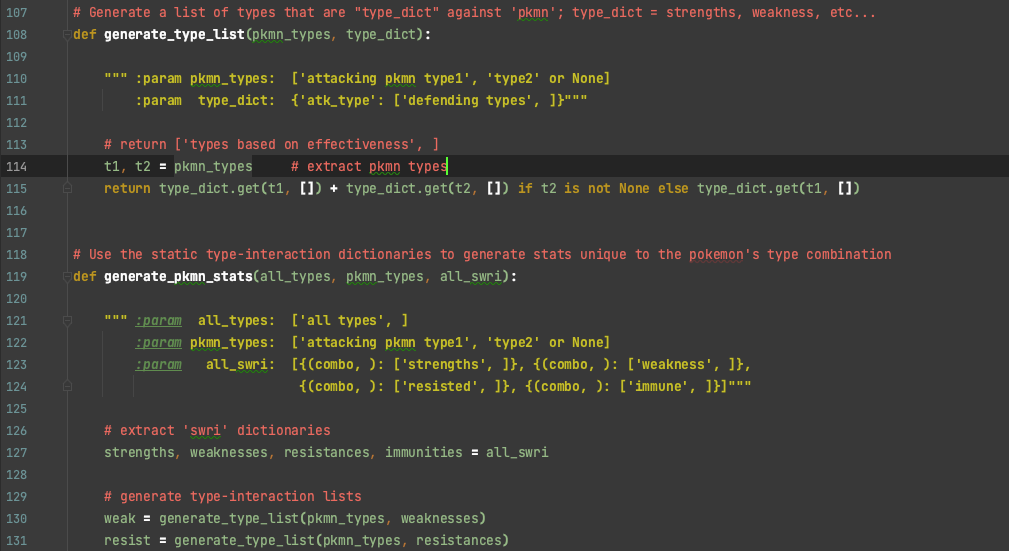 107 # Generate a list of types that are "type_dict" against 'pkmn'; type_dict = strengths, weakness, etc...
108 def generate_type_list(pkmn_types, type_dict):
109
110 """ :param pkmn_types: ['attacking pkmn type1', 'type2' or None]
111 :param type_dict: {'atk_type': ['defending types', ]}"""
112
113 # return ['types based on effectiveness', ]
114 t1, t2 = pkmn_types # extract pkmn types
115 return type_dict.get(t1, []) + type_dict.get(t2, []) if t2 is not None else type_dict.get(t1, [])
116
117
118 # Use the static type-interaction dictionaries to generate stats unique to the pokemon's type combination
119 def generate_pkmn_stats(all_types, pkmn_types, all_swri):
120
121 """ :param all_types: ['all types', ]
122 :param pkmn_types: ['attacking pkmn type1', 'type2' or None]
123 :param all_swri: [{(combo, ): ['strengths', ]}, {(combo, ): ['weakness', ]},
124 {(combo, ): ['resisted', ]}, {(combo, ): ['immune', ]}]"""
125
126 # extract 'swri' dictionaries
127 strengths, weaknesses, resistances, immunities = all_swri
128
129 # generate type-interaction lists
130 weak = generate_type_list(pkmn_types, weaknesses)
131 resist = generate_type_list(pkmn_types, resistances)